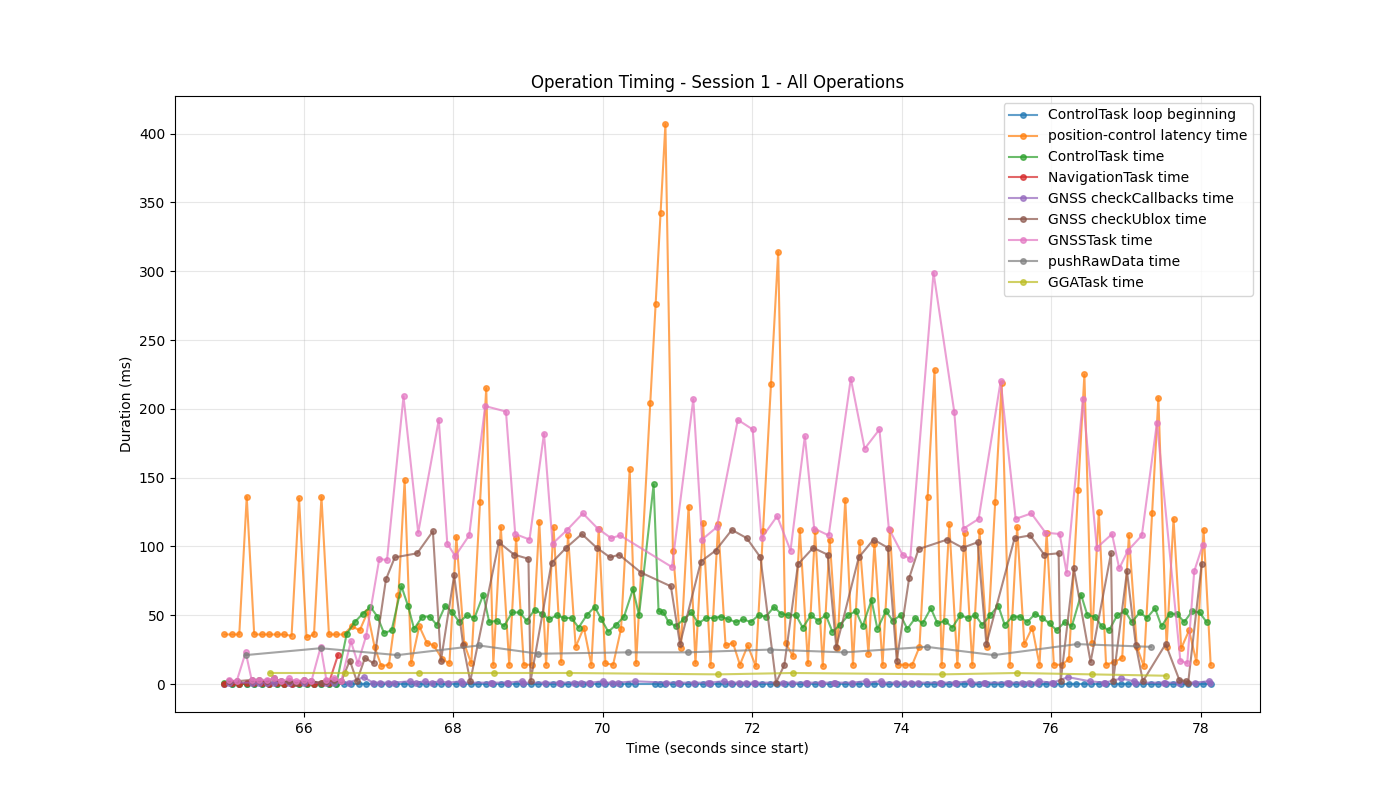 Operation Timing - Session 1 - All Operations
ControlTask loop beginning
position-control latency time
ControlTask time
NavigationTask time
GNSS checkCallbacks time
GNSS checkUblox time
GNSSTask time
pushRawData time
GGATask time
Duration (ms)
400
350
300
250
200
150
100
50
0
66 68 70 72 74 76 78
Time (seconds since start)